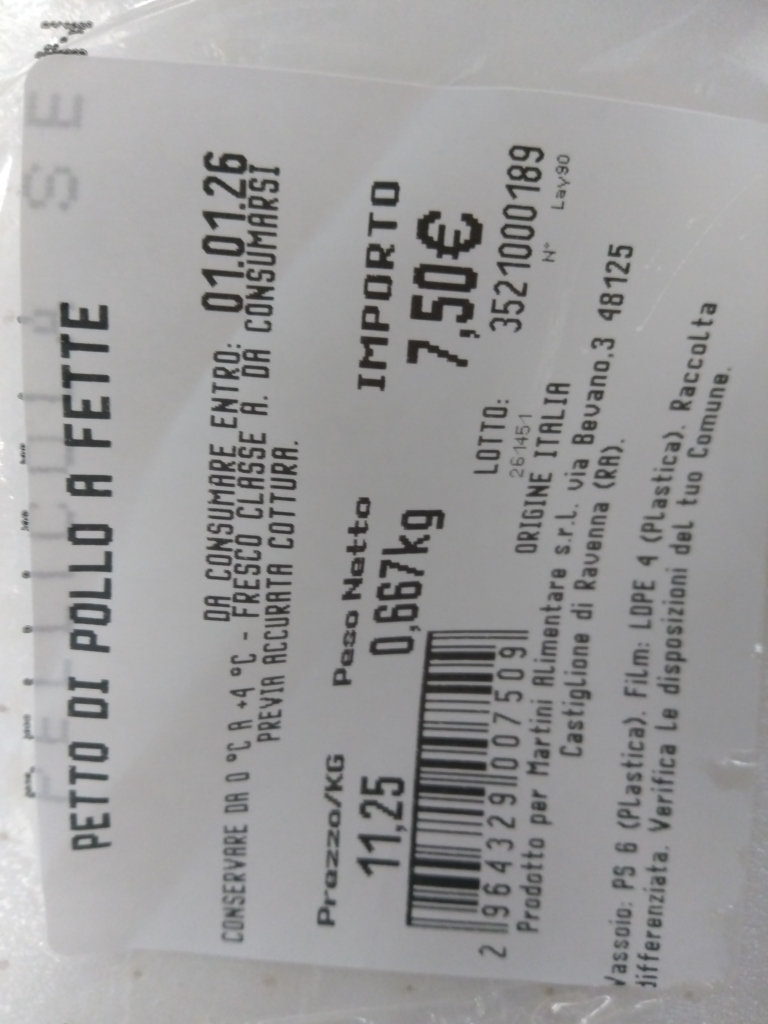 PETTO DI POLLO A FETTE
DA CONSUMARE ENTRO: 01.01.26
CONSERVARE DA 0 °C A +4 °C - FRESCO CLASSE A. DA CONSUMARSI
PREVIA ACCURATA COTTURA.
Prezzo/KG Peso Netto IMPORTO
11,25 0,667kg 7,50€
LOTTO: 3521000189
26-145-1 N° Lav90
2 964329 007509
ORIGINE ITALIA
Prodotto per Martini Alimentare s.r.l. via Bevano,3 48125
Castiglione di Ravenna (RA).
Vassoio: PS 6 (Plastica). Film: LDPE 4 (Plastica). Raccolta
differenziata. Verifica le disposizioni del tuo Comune.